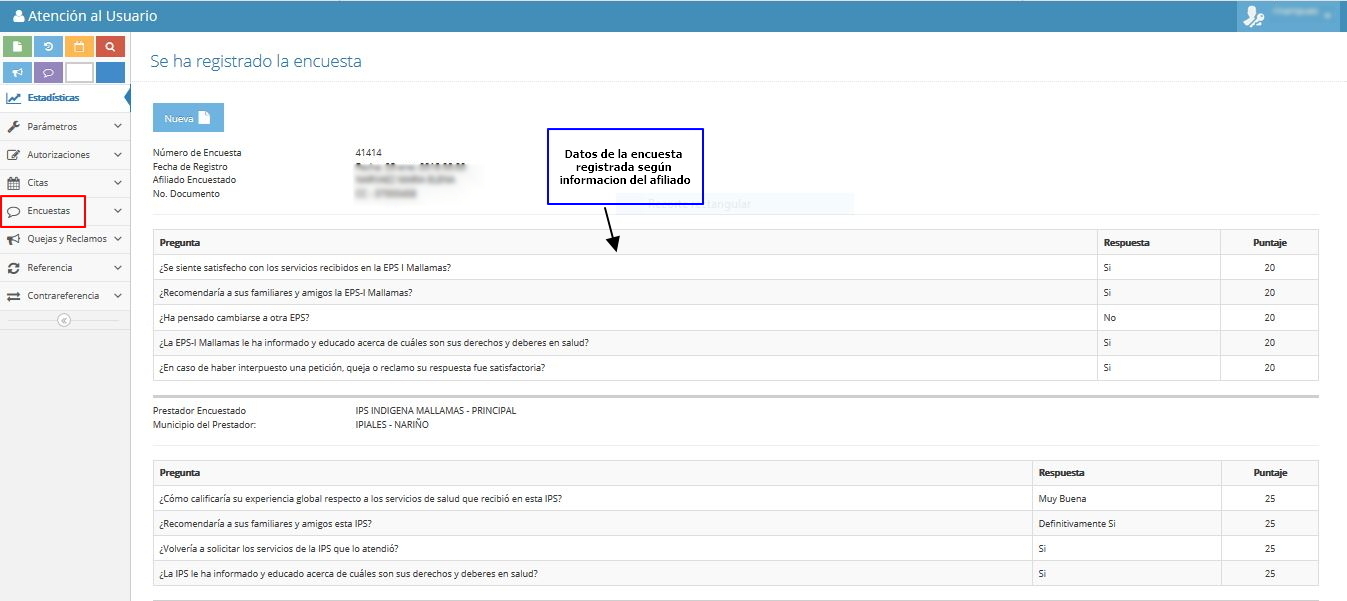 Atención al Usuario
Se ha registrado la encuesta
Estadísticas
Parámetros
Autorizaciones
Citas
Encuestas
Quejas y Reclamos
Referencia
Contrareferencia
Nueva
Número de Encuesta 41414
Fecha de Registro
Afiliado Encuestado
No. Documento
Datos de la encuesta
registrada según
informacion del afiliado
Pregunta Respuesta Puntaje
¿Se siente satisfecho con los servicios recibidos en la EPS I Mallamas? Si 20
¿Recomendaría a sus familiares y amigos la EPS-I Mallamas? Si 20
¿Ha pensado cambiarse a otra EPS? No 20
¿La EPS-I Mallamas le ha informado y educado acerca de cuáles son sus derechos y deberes en salud? Si 20
¿En caso de haber interpuesto una petición, queja o reclamo su respuesta fue satisfactoria? Si 20
Prestador Encuestado IPS INDIGENA MALLAMAS - PRINCIPAL
Municipio del Prestador: IPIALES - NARIÑO
Pregunta Respuesta Puntaje
¿Cómo calificaría su experiencia global respecto a los servicios de salud que recibió en esta IPS? Muy Buena 25
¿Recomendaría a sus familiares y amigos esta IPS? Definitivamente Si 25
¿Volvería a solicitar los servicios de la IPS que lo atendió? Si 25
¿La IPS le ha informado y educado acerca de cuáles son sus derechos y deberes en salud? Si 25